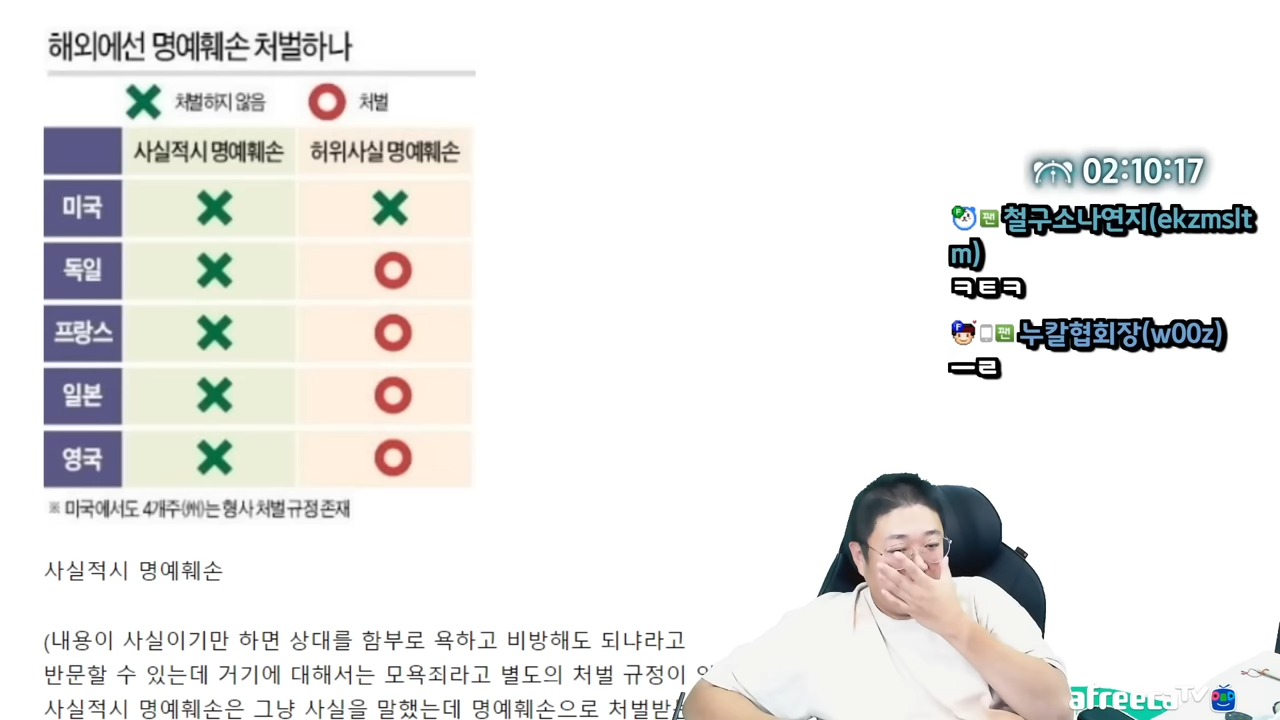 해외에선 명예훼손 처벌하나
처벌하지 않음 처벌
사실적시 명예훼손 허위사실 명예훼손
미국
독일
프랑스
일본
영국
※ 미국에서도 4개주(州)는 형사 처벌 규정 존재
사실적시 명예훼손
(내용이 사실이기만 하면 상대를 함부로 욕하고 비방해도 되냐라고
반문할 수 있는데 거기에 대해서는 모욕죄라고 별도의 처벌 규정이
사실적시 명예훼손은 그냥 사실을 말했는데 명예훼손으로
02:10:17
F 팬 철구소나연지(ekzmslt
m)
ㅋㅌㅋ
F 팬 누칼협회장(w00z)
ㅡㄹ
afreecaTV